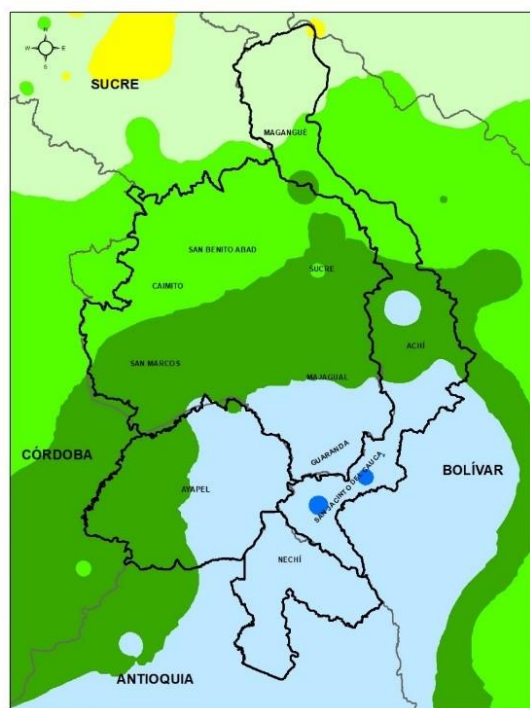 N
W E
S
SUCRE
MAGANGUÉ
SAN BENITO ABAD
SUCRE
CAIMITO
ACHÍ
SAN MARCOS
MAJAGUAL
GUARANDA
CÓRDOBA
SAN JACINTO DEL CAUCA
BOLÍVAR
AYAPEL
NECHÍ
ANTIOQUIA